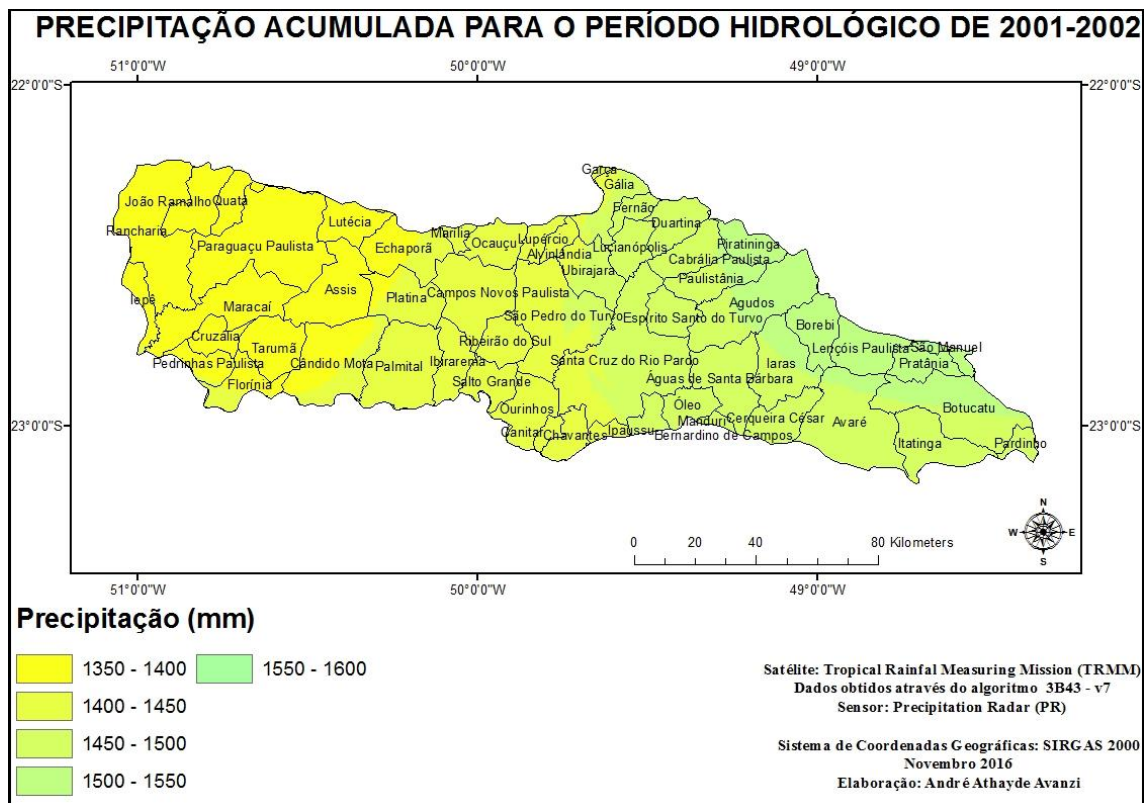 PRECIPITAÇÃO ACUMULADA PARA O PERÍODO HIDROLÓGICO DE 2001-2002
51°0'0"W 50°0'0"W 49°0'0"W
22°0'0"S 22°0'0"S
Garça
Gália
João Ramalho Quatá
Fernão
Lutécia
Duartina
Rancharia
Marília
Lupércio
Paraguaçu Paulista
Echaporã
Ocauçu
Lucianópolis
Piratininga
Alvinlândia
Cabrália Paulista
Ubirajara
Paulistânia
Assis
Iepê
Platina
Campos Novos Paulista
Maracaí
Agudos
São Pedro do Turvo
Espírito Santo do Turvo
Borebi
Cruzália
Ribeirão do Sul
Tarumã
Lençóis Paulista
São Manuel
Pedrinhas Paulista
Cândido Mota
Palmital
Ibirarema
Santa Cruz do Rio Pardo
Iaras
Pratânia
Florínia
Salto Grande
Águas de Santa Bárbara
Ourinhos
Óleo
Botucatu
Manduri
Cerqueira César
Avaré
23°0'0"S 23°0'0"S
Canitar
Chavantes
Ipaussu
Bernardino de Campos
Itatinga
Pardinho
N
W E
S
0 20 40 80 Kilometers
51°0'0"W 50°0'0"W 49°0'0"W
Precipitação (mm)
1350 - 1400
1400 - 1450
1450 - 1500
1500 - 1550
1550 - 1600
Satélite: Tropical Rainfal Measuring Mission (TRMM)
Dados obtidos através do algoritmo 3B43 - v7
Sensor: Precipitation Radar (PR)
Sistema de Coordenadas Geográficas: SIRGAS 2000
Novembro 2016
Elaboração: André Athayde Avanzi